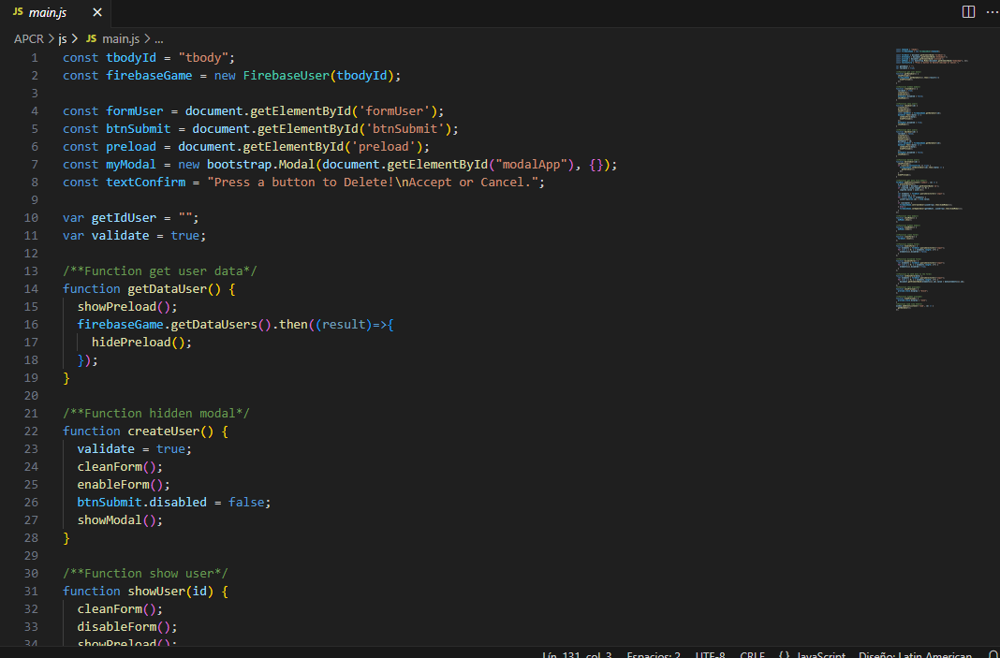 JS main.js ×
APCR > js > JS main.js > ...
1 const tbodyId = "tbody";
2 const firebaseGame = new FirebaseUser(tbodyId);
3
4 const formUser = document.getElementById('formUser');
5 const btnSubmit = document.getElementById('btnSubmit');
6 const preload = document.getElementById('preload');
7 const myModal = new bootstrap.Modal(document.getElementById("modalApp"), {});
8 const textConfirm = "Press a button to Delete!\nAccept or Cancel.";
9
10 var getIdUser = "";
11 var validate = true;
12
13 /**Function get user data*/
14 function getDataUser() {
15 showPreload();
16 firebaseGame.getDataUsers().then((result)=>{
17 hidePreload();
18 });
19 }
20
21 /**Function hidden modal*/
22 function createUser() {
23 validate = true;
24 cleanForm();
25 enableForm();
26 btnSubmit.disabled = false;
27 showModal();
28 }
29
30 /**Function show user*/
31 function showUser(id) {
32 cleanForm();
33 disableForm();
34 showPreload();
Lín. 131, col. 3 Espacios: 2 UTF-8 CRLF {} JavaScript Diseño: Latin American